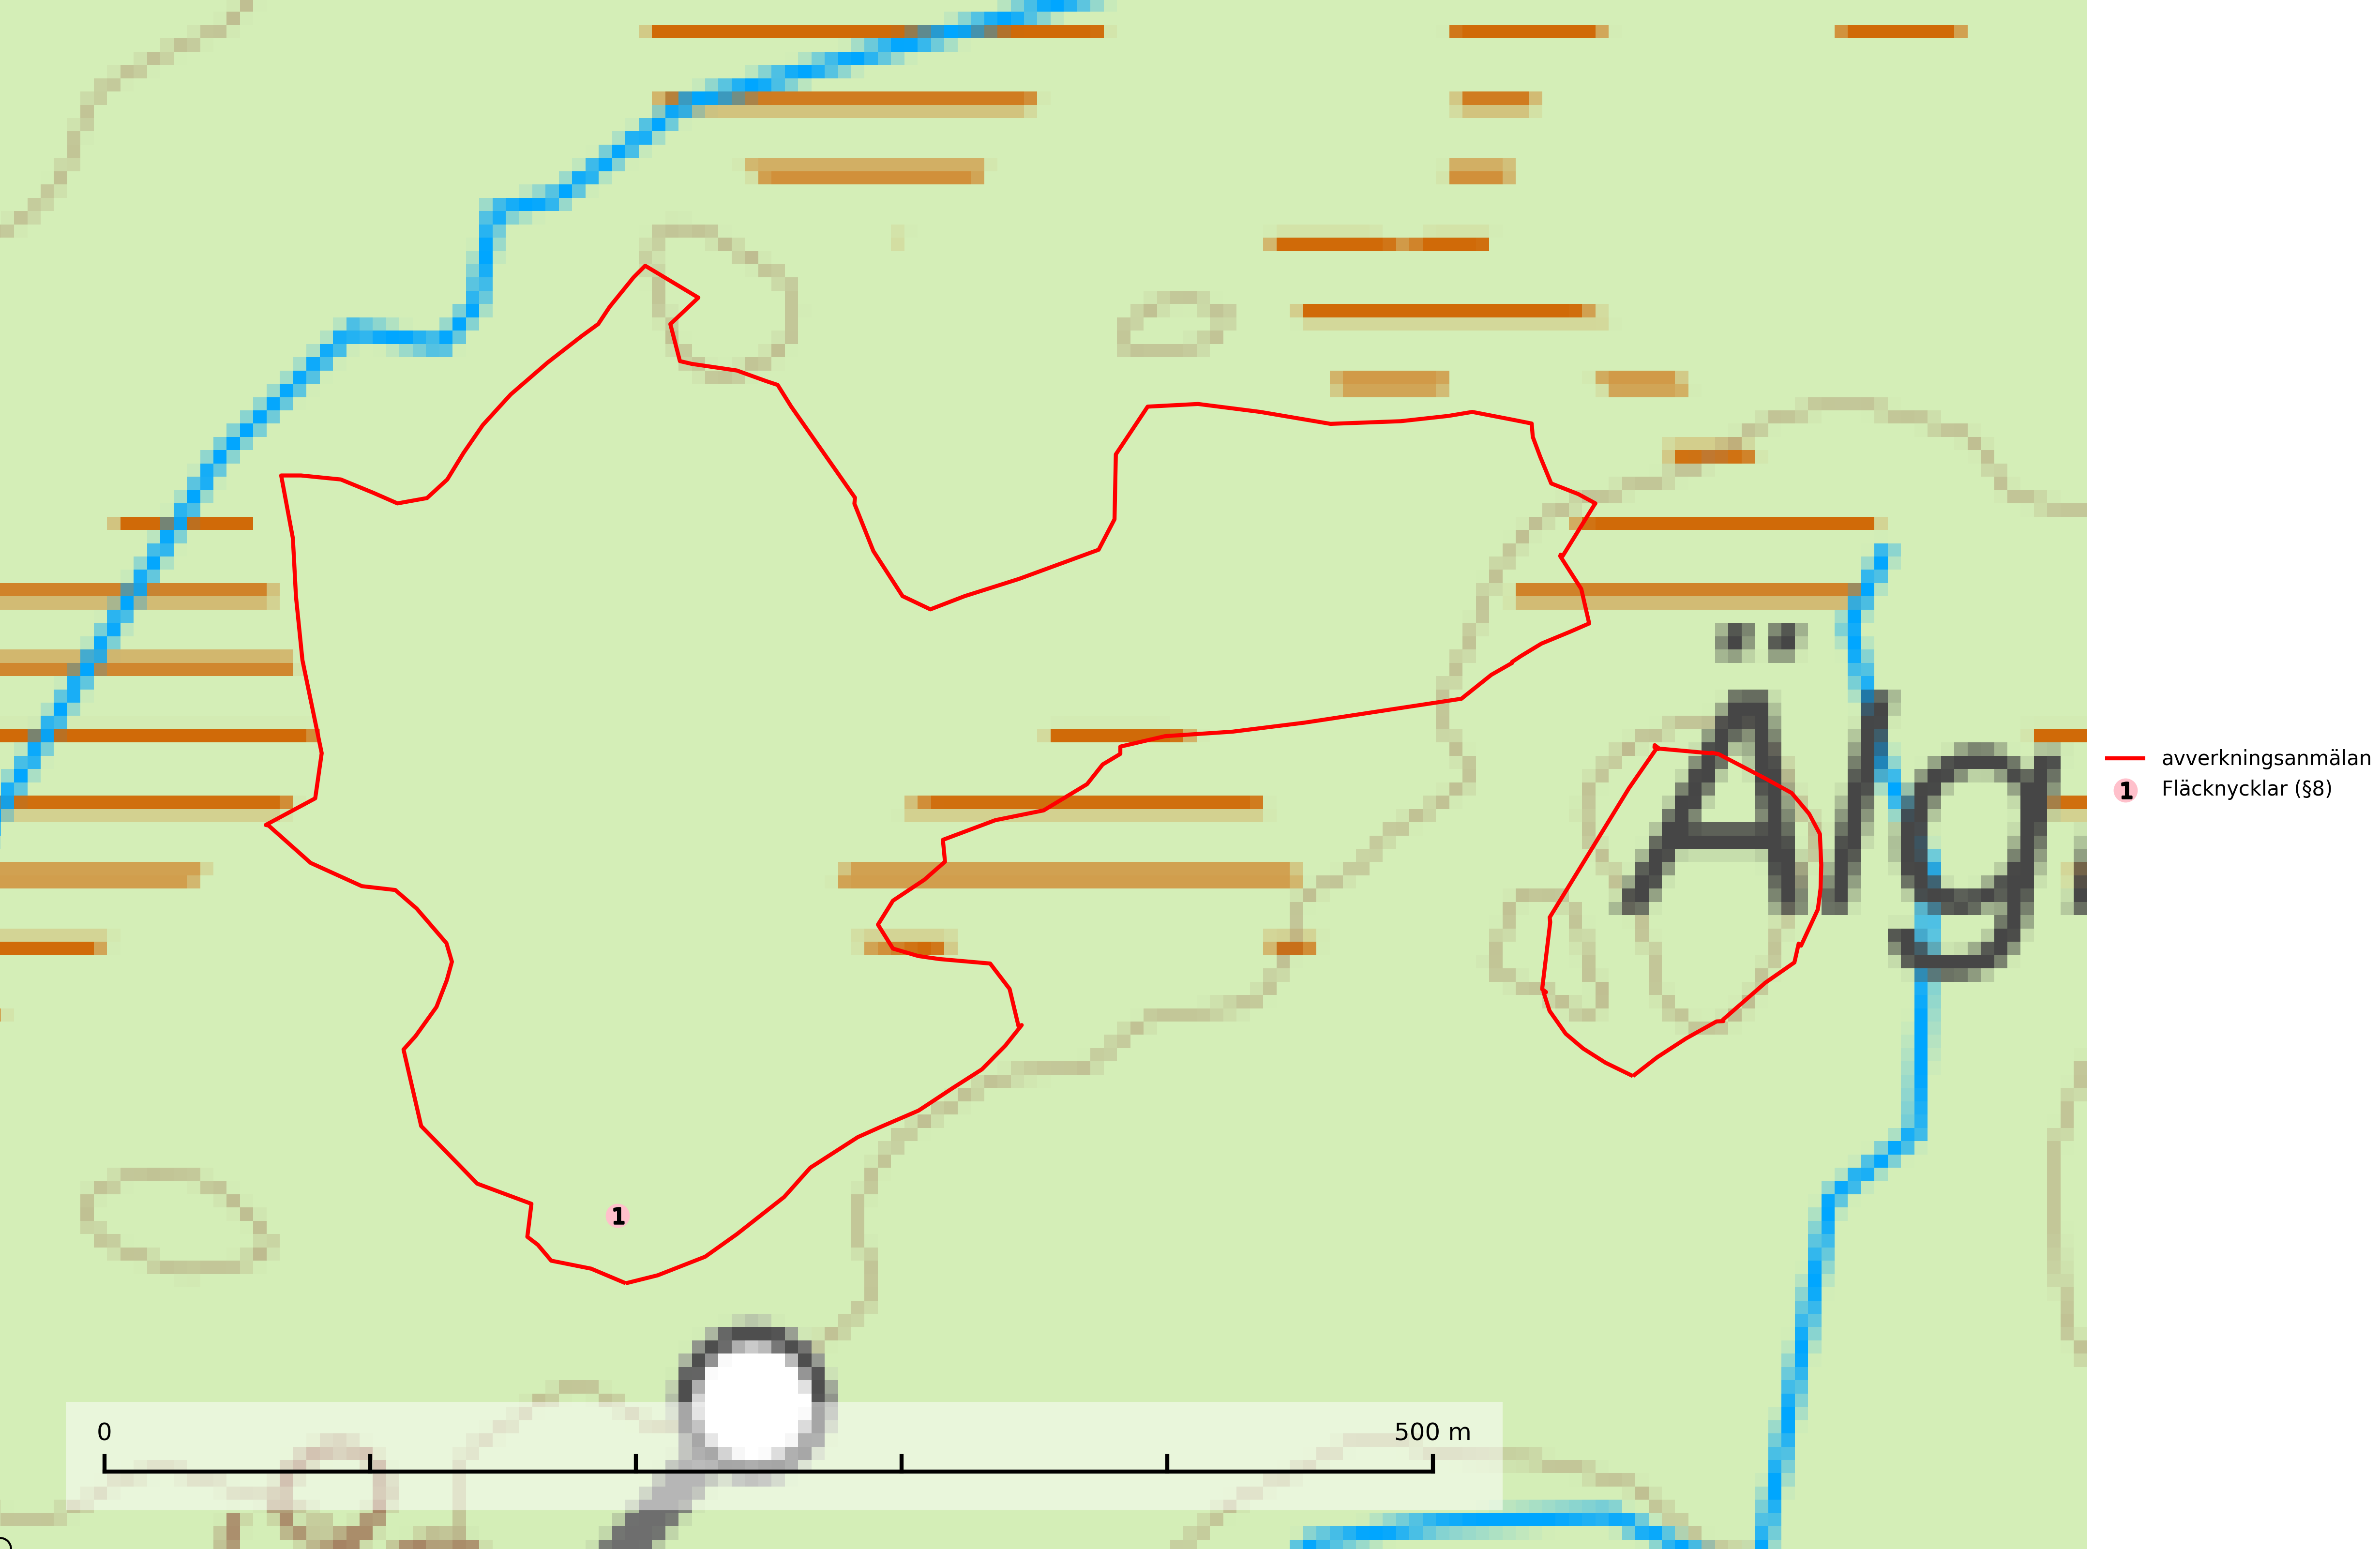 Älg
avverkningsanmälan
1 Fläcknycklar (§8)
1
0 500 m